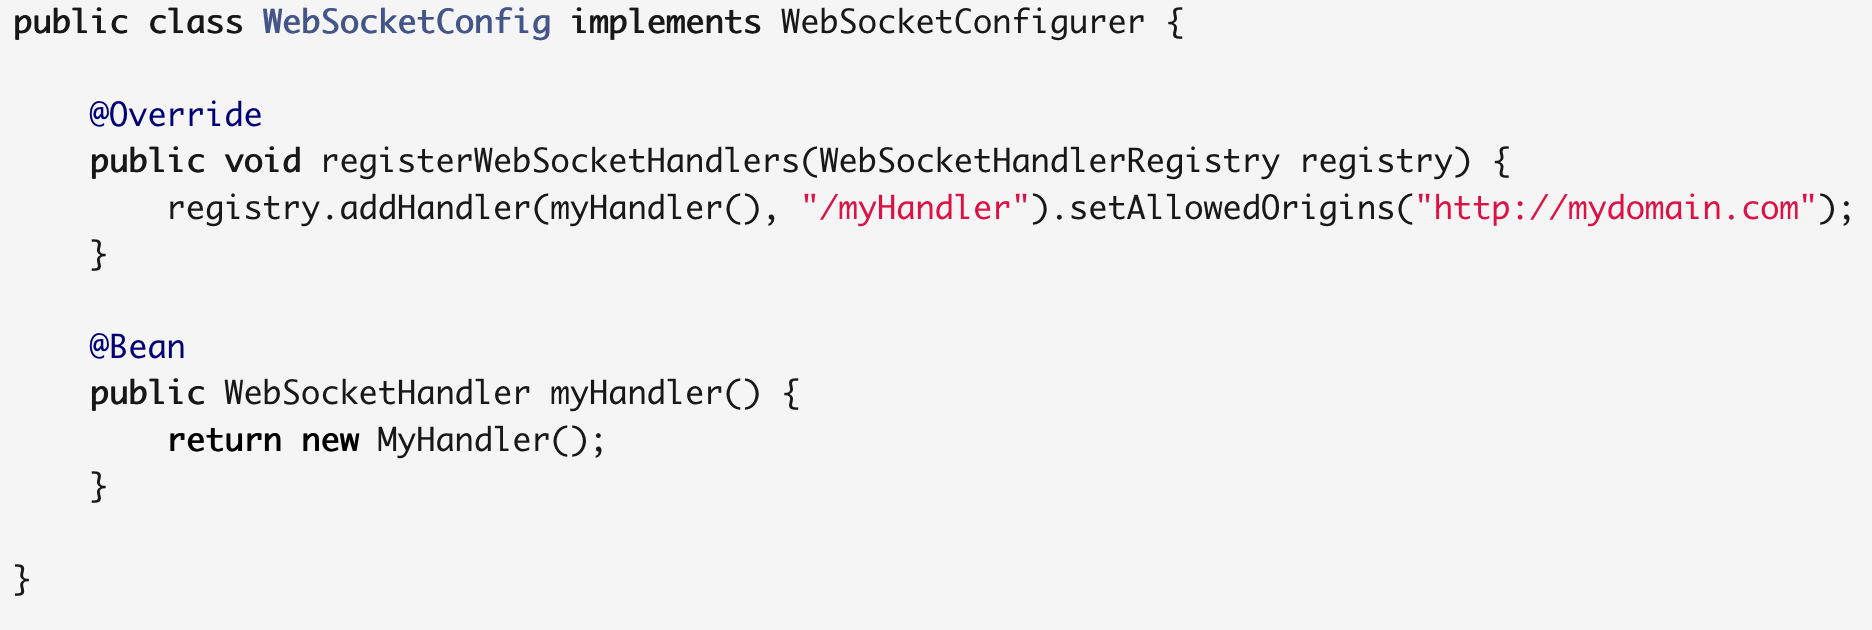 public class WebSocketConfig implements WebSocketConfigurer {
@Override
public void registerWebSocketHandlers(WebSocketHandlerRegistry registry) {
registry.addHandler(myHandler(), "/myHandler").setAllowedOrigins("http://mydomain.com");
}
@Bean
public WebSocketHandler myHandler() {
return new MyHandler();
}
}